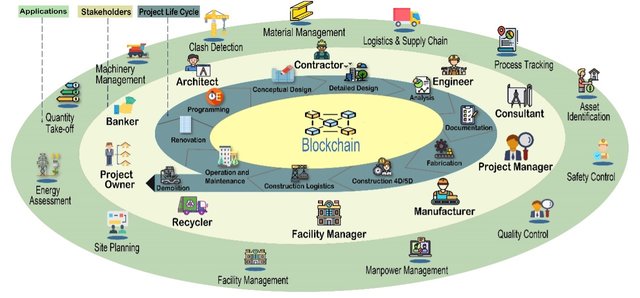 Applications
Stakeholders
Project Life Cycle
Material Management
Logistics & Supply Chain
Clash Detection
Process Tracking
Machinery
Management
Asset
Identification
Quantity
Take-off
Safety Control
Energy
Assessment
Quality Control
Site Planning
Manpower Management
Facility Management
Contractor
Architect
Engineer
Banker
Consultant
Project
Owner
Project Manager
Recycler
Manufacturer
Facility Manager
Conceptual Design
Detailed Design
Programming
Analysis
Documentation
Renovation
Fabrication
Operation and
Maintenance
Demolition
Construction Logistics
Construction 4D/5D
Blockchain